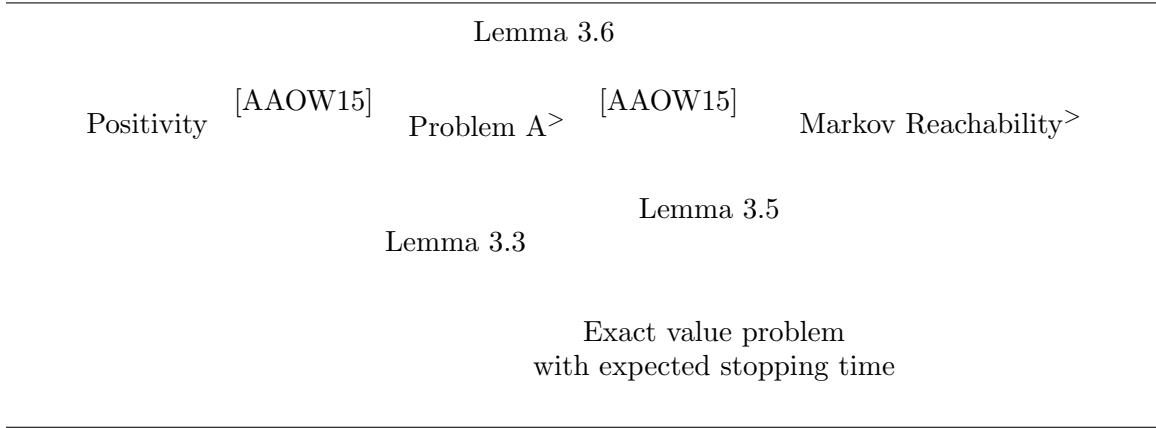 Lemma 3.6
[AAOW15] [AAOW15]
Positivity Problem A> Markov Reachability>
Lemma 3.5
Lemma 3.3
Exact value problem
with expected stopping time